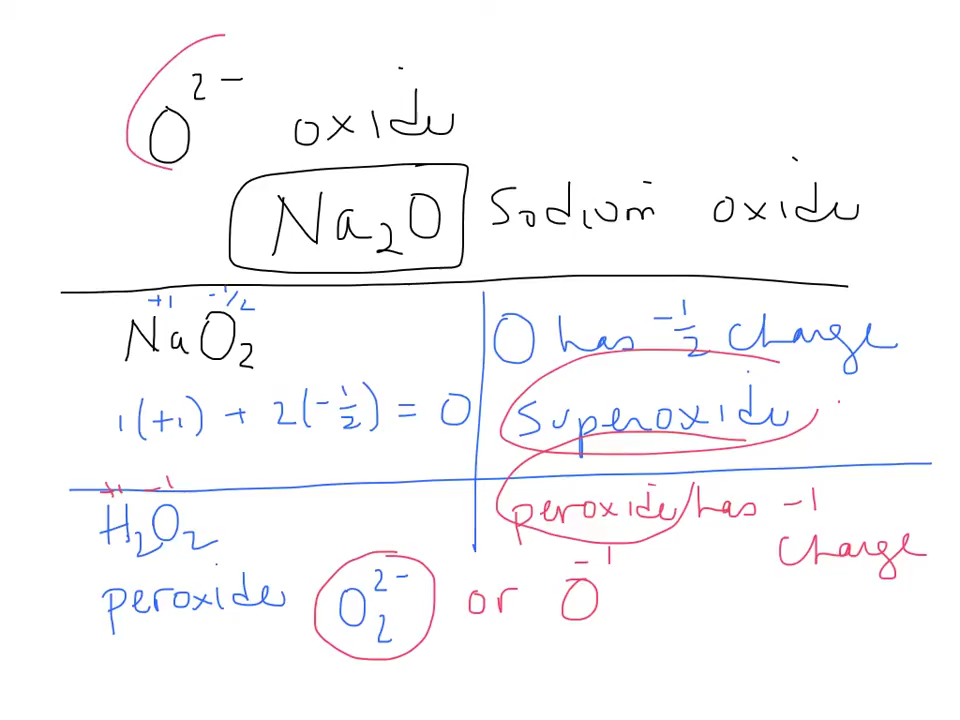 O²⁻ oxide
Na₂O Sodium oxide
+1 -1/2
NaO₂
O has -1/2 charge
1(+1) + 2(-1/2) = 0
superoxide
+1 -1
H₂O₂
peroxide/has -1
charge
peroxide O₂²⁻ or O⁻¹